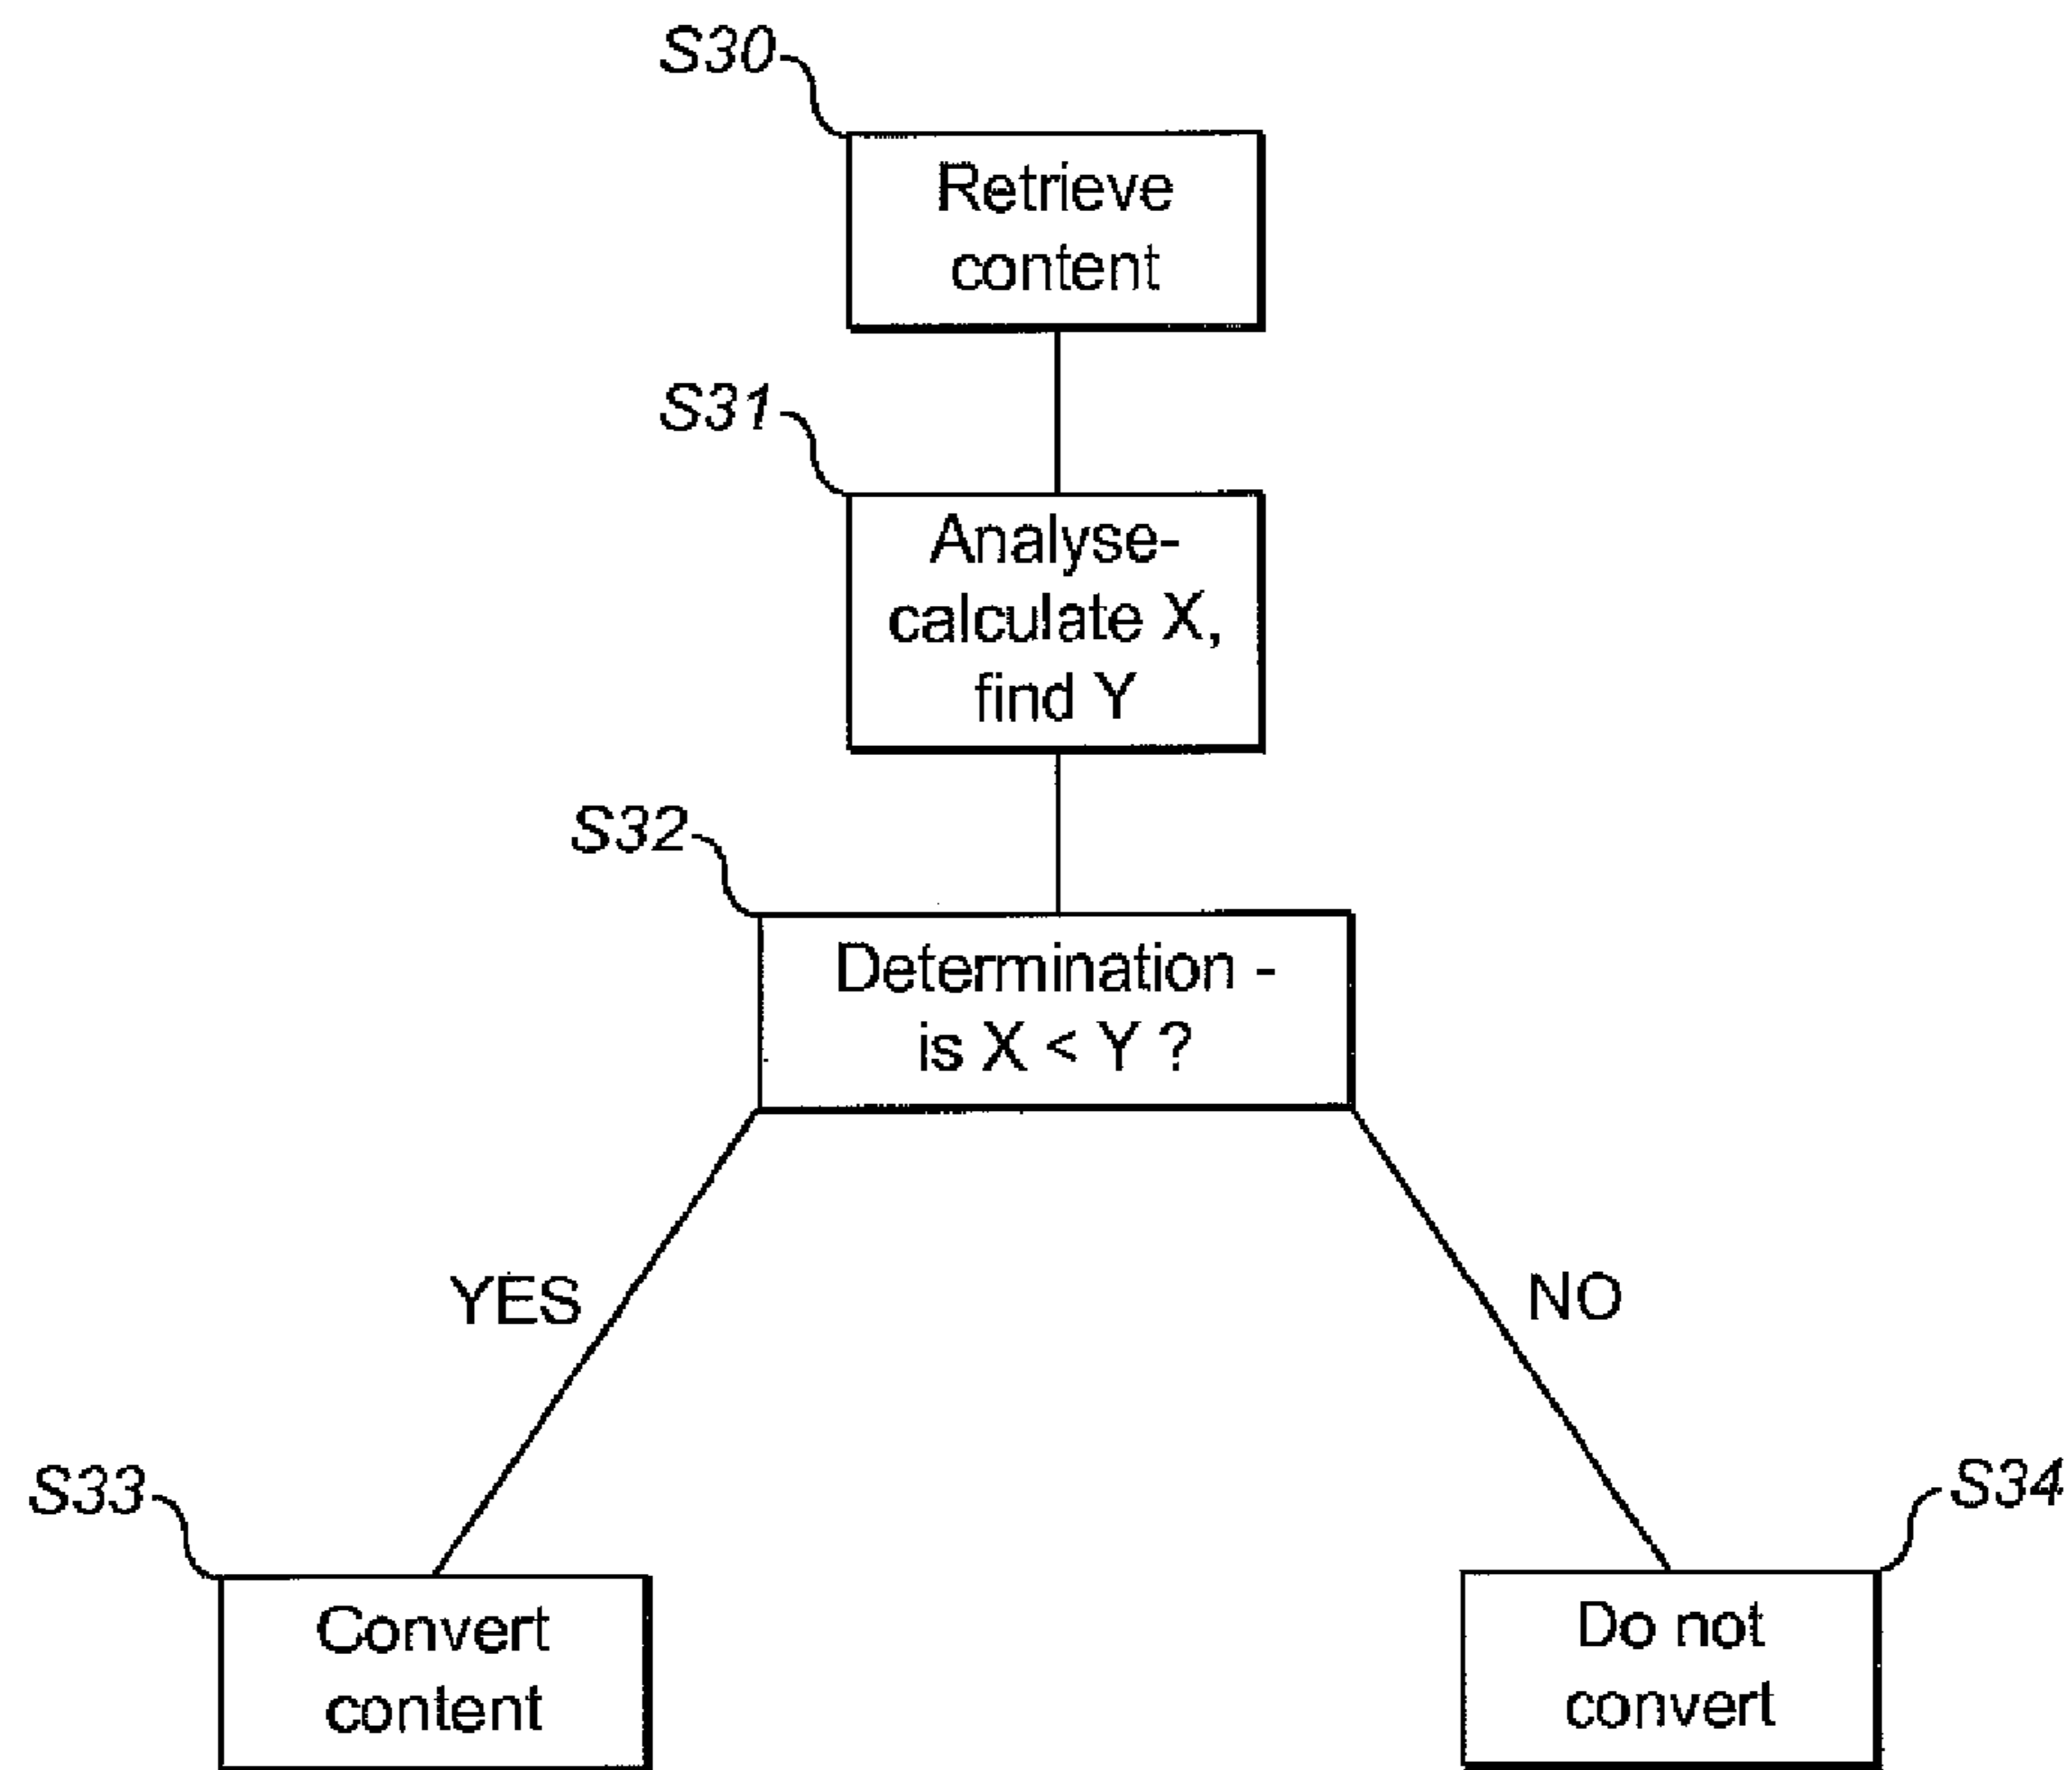 S30
Retrieve
content
S31
Analyse-
calculate X,
find Y
S32
Determination -
is X < Y ?
YES
NO
S33
S34
Convert
content
Do not
convert